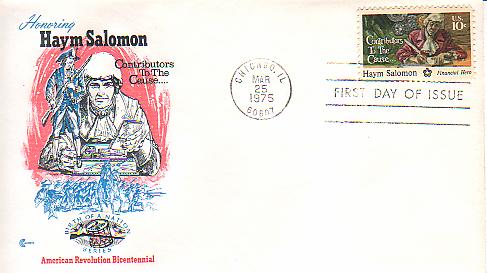 Honoring
Haym Salomon
Contributors
To The
Cause....
BIRTH OF A NATION
SERIES
American Revolution Bicentennial
CHICAGO, IL
MAR
25
1975
60607
FIRST DAY OF ISSUE
U.S.
10c
Contributors
To The
Cause...
Haym Salomon Financial Hero